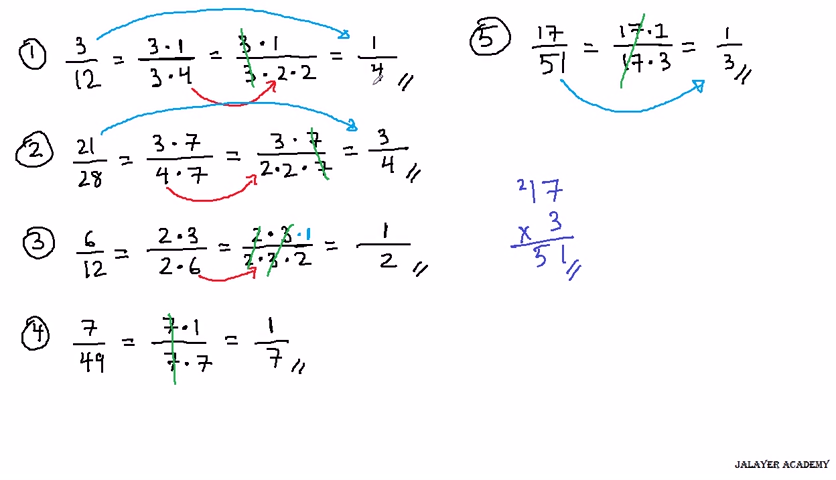 ① 3/12 = 3·1/3·4 = 3·1/3·2·2 = 1/4 //
② 21/28 = 3·7/4·7 = 3·7/2·2·7 = 3/4 //
③ 6/12 = 2·3/2·6 = 2·3·1/2·3·2 = 1/2 //
④ 7/49 = 7·1/7·7 = 1/7 //
⑤ 17/51 = 17·1/17·3 = 1/3 //
²17
x 3
51 //
JALAYER ACADEMY